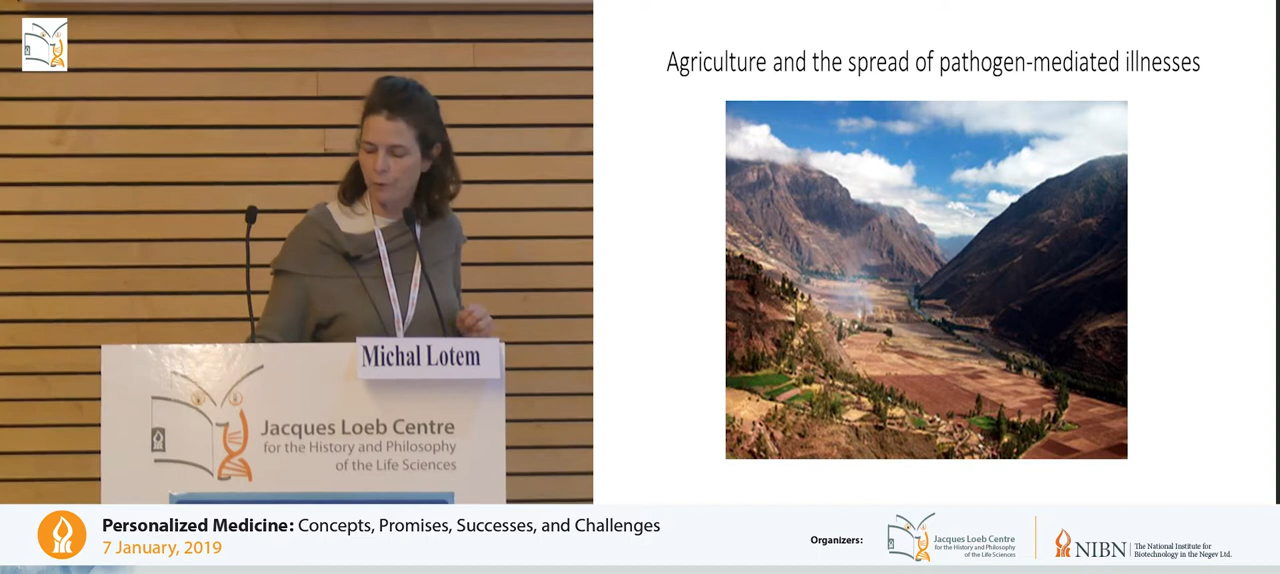 Agriculture and the spread of pathogen-mediated illnesses
Michal Lotem
Jacques Loeb Centre
for the History and Philosophy
of the Life Sciences
Personalized Medicine: Concepts, Promises, Successes, and Challenges
7 January, 2019
Organizers:
Jacques Loeb Centre
for the History and Philosophy
of the Life Sciences
NIBN
The National Institute for
Biotechnology in the Negev Ltd.